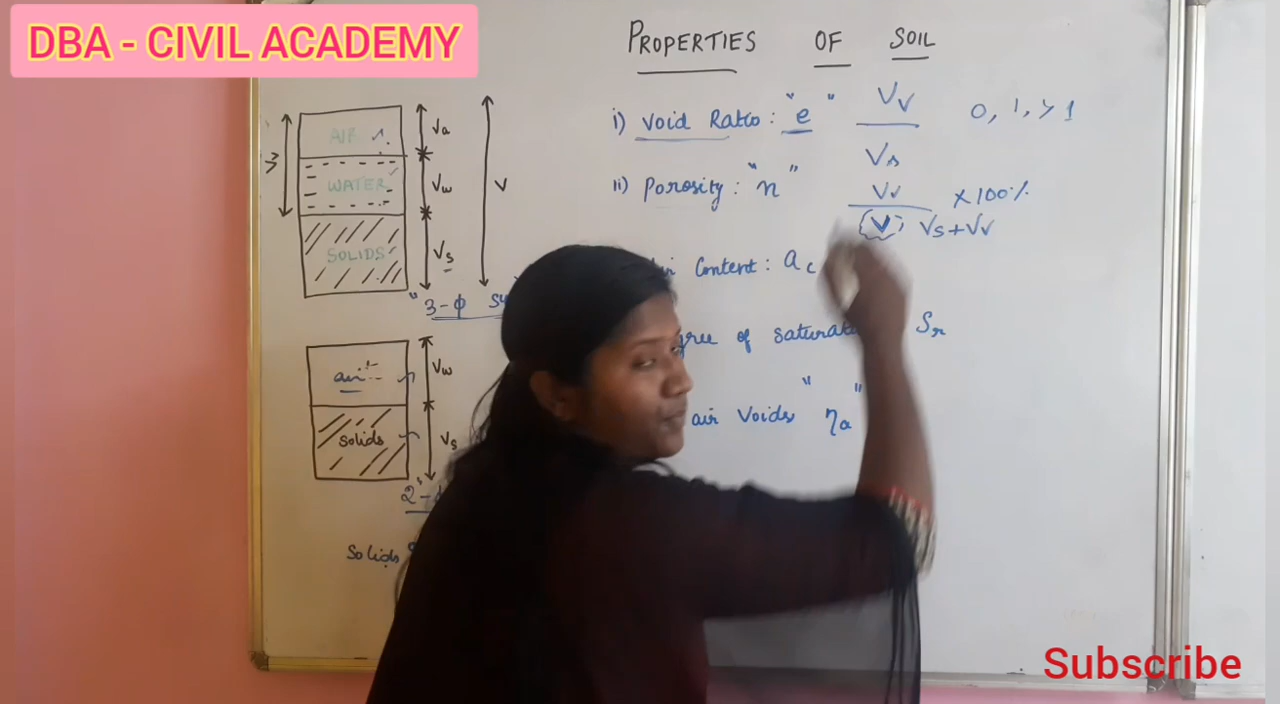 DBA - CIVIL ACADEMY
PROPERTIES OF SOIL
i) Void Ratio : "e" Vv
Vs
0, 1, > 1
ii) Porosity : "n" Vv
V Vs + Vv
× 100%
Content : ac
of Sr
air Voids "ηa"
AIR
WATER
SOLIDS
Va
Vw
Vs
V
"3-ϕ
air
solids
Vw
Vs
Solids
Subscribe